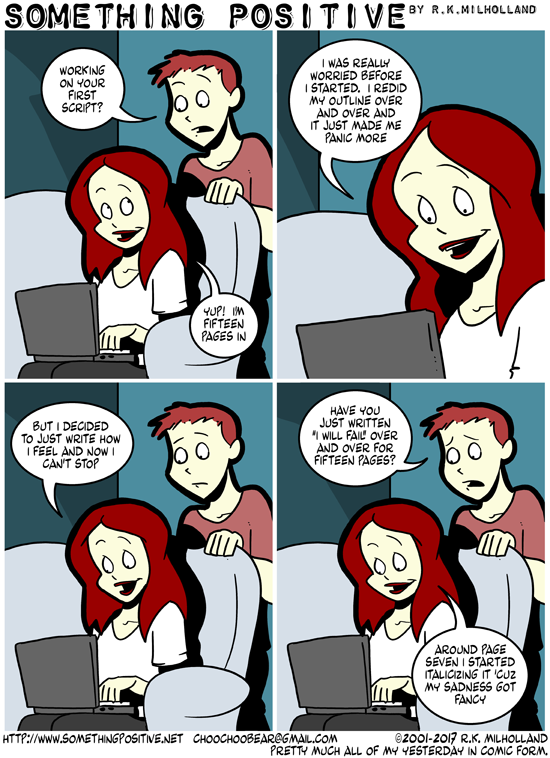 SOMETHING POSITIVE BY R.K.MILHOLLAND
WORKING
ON YOUR
FIRST
SCRIPT?
YUP! I'M
FIFTEEN
PAGES IN
I WAS REALLY
WORRIED BEFORE
I STARTED. I REDID
MY OUTLINE OVER
AND OVER AND
IT JUST MADE ME
PANIC MORE
BUT I DECIDED
TO JUST WRITE HOW
I FEEL AND NOW I
CAN'T STOP
HAVE YOU
JUST WRITTEN
"I WILL FAIL" OVER
AND OVER FOR
FIFTEEN PAGES?
AROUND PAGE
SEVEN I STARTED
ITALICIZING IT 'CUZ
MY SADNESS GOT
FANCY
HTTP://WWW.SOMETHINGPOSITIVE.NET CHOOCHOOBEAR@GMAIL.COM ©2001-2017 R.K. MILHOLLAND
PRETTY MUCH ALL OF MY YESTERDAY IN COMIC FORM.